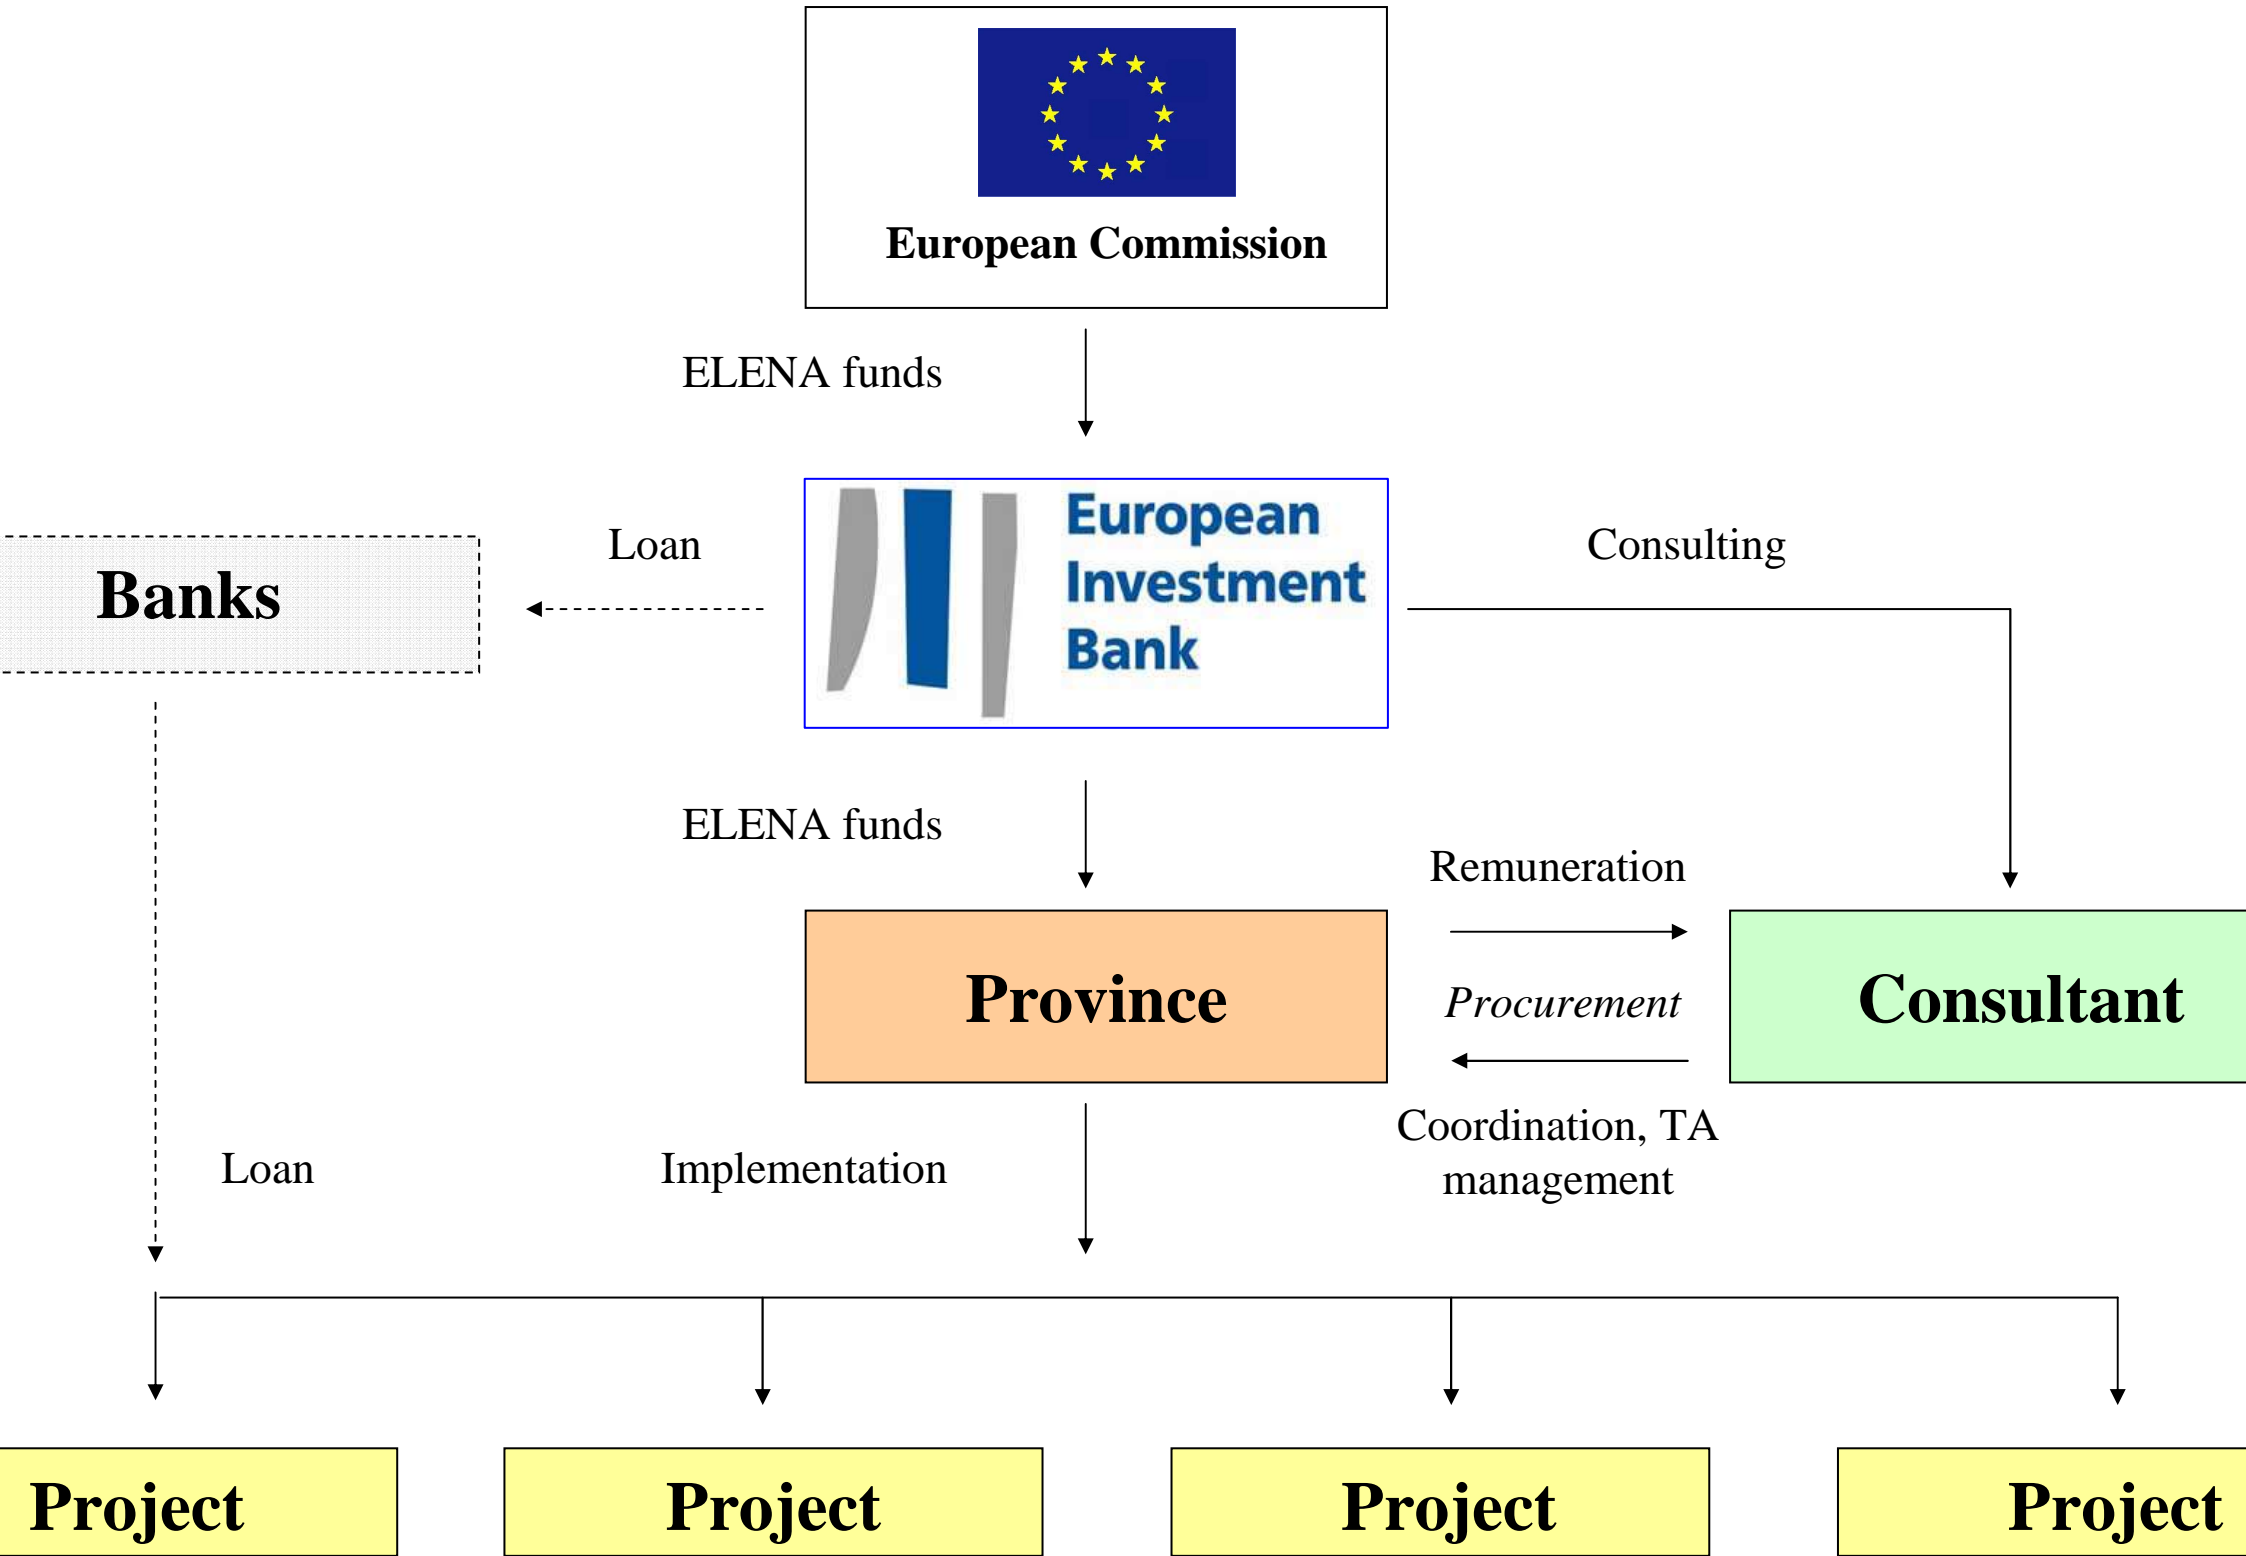 European Commission
ELENA funds
European
Investment
Bank
Loan
Consulting
Banks
ELENA funds
Remuneration
Province
Procurement
Consultant
Coordination, TA
management
Loan
Implementation
Project
Project
Project
Project